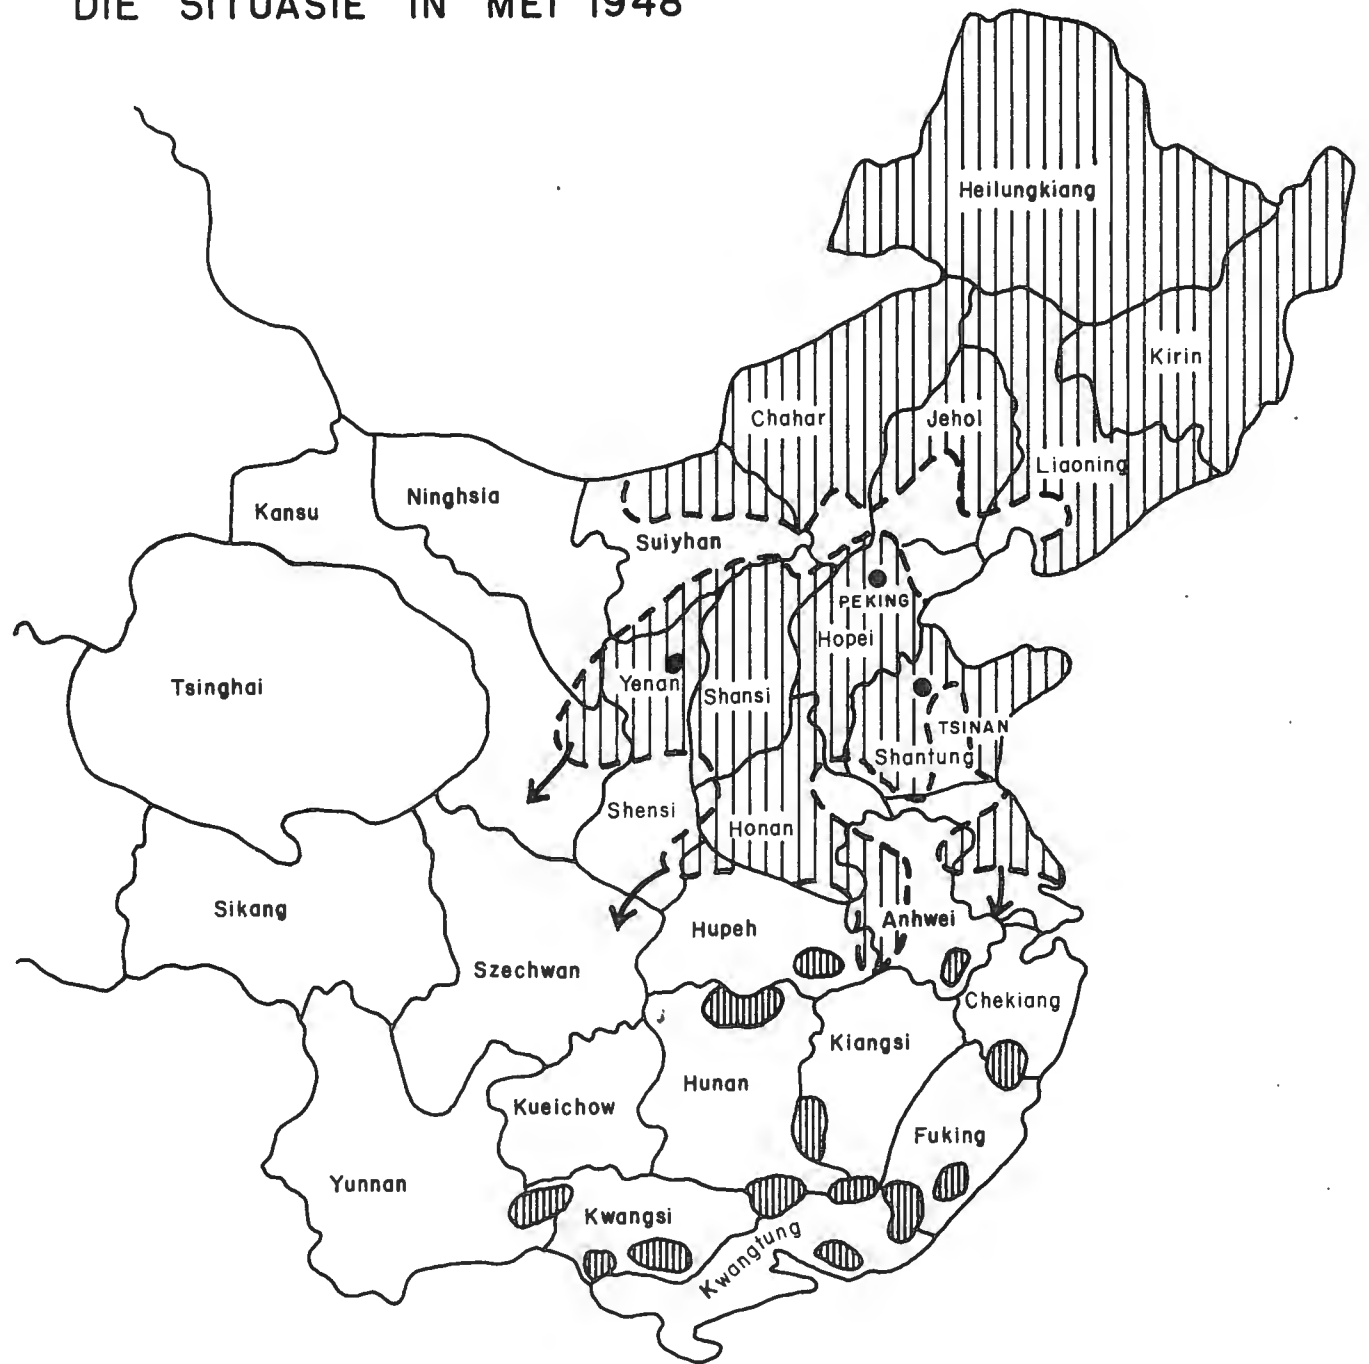 DIE SITUASIE IN MEI 1948
Heilungkiang
Kirin
Chahar
Jehol
Liaoning
Kansu
Ninghsia
Suiyhan
PEKING
Hopei
Tsinghai
Yenan
Shansi
TSINAN
Shantung
Shensi
Honan
Sikang
Hupeh
Anhwei
Szechwan
Chekiang
Kiangsi
Hunan
Kueichow
Fuking
Yunnan
Kwangsi
Kwangtung